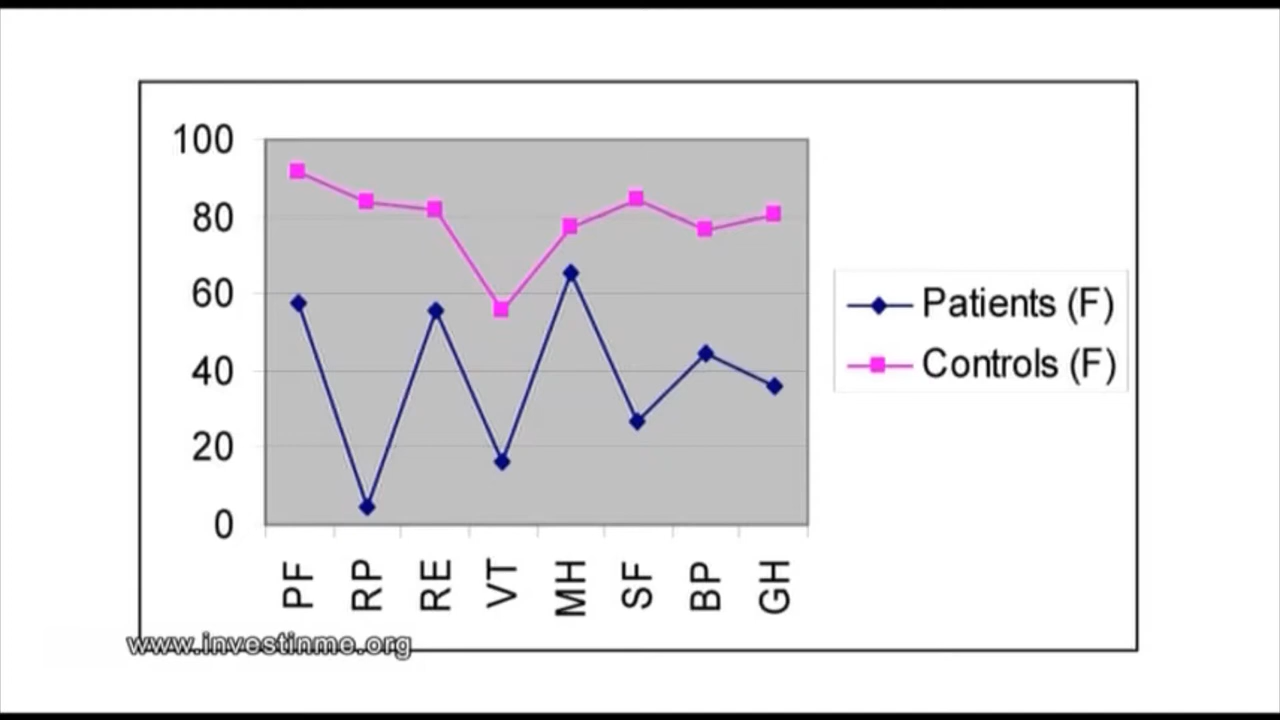 100
80
60
40
20
0
PF RP RE VT MH SF BP GH
Patients (F)
Controls (F)
www.investinme.org